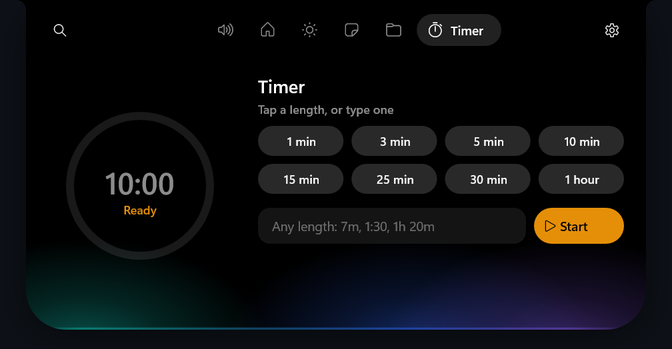 Timer
Timer
Tap a length, or type one
1 min
3 min
5 min
10 min
15 min
25 min
30 min
1 hour
10:00
Ready
Any length: 7m, 1:30, 1h 20m
Start